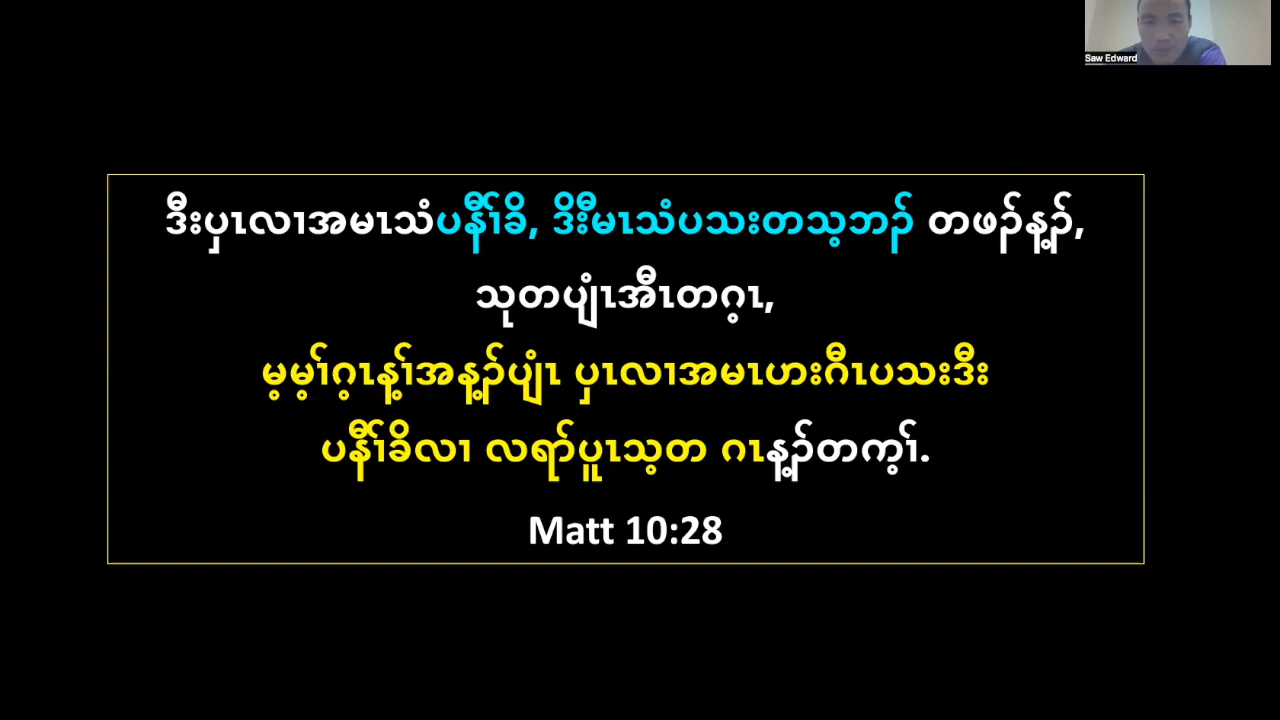 Saw Edward
ဒီးပှၤလၢအမၤသံပနီၢ်ခိ, ဒိးီမၤသံပသးတသ့ဘၣ် တဖၣ်န့ၣ်,
သုတပျံၤအီၤတဂ့ၤ,
မ့မ့ၢ်ဂ့ၤန့ၢ်အန့ၣ်ပျံၤ ပှၤလၢအမၤဟးဂီၤပသးဒီး
ပနီၢ်ခိလၢ လရာ်ပူၤသ့တ ဂၤန့ၣ်တက့ၢ်.
Matt 10:28